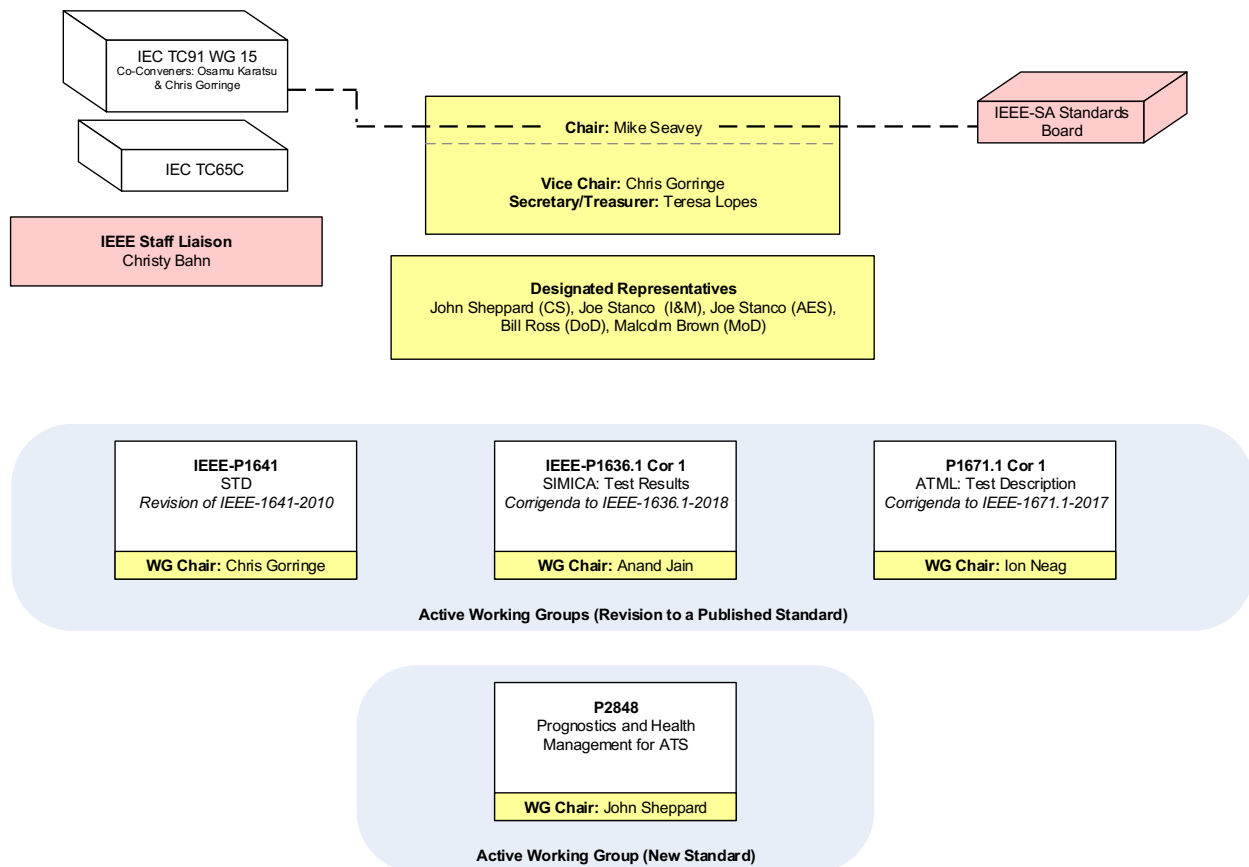 IEC TC91 WG 15
Co-Conveners: Osamu Karatsu
& Chris Gorringe
IEC TC65C
IEEE Staff Liaison
Christy Bahn
Chair: Mike Seavey
Vice Chair: Chris Gorringe
Secretary/Treasurer: Teresa Lopes
IEEE-SA Standards
Board
Designated Representatives
John Sheppard (CS), Joe Stanco (I&M), Joe Stanco (AES),
Bill Ross (DoD), Malcolm Brown (MoD)
IEEE-P1641
STD
Revision of IEEE-1641-2010
WG Chair: Chris Gorringe
IEEE-P1636.1 Cor 1
SIMICA: Test Results
Corrigenda to IEEE-1636.1-2018
WG Chair: Anand Jain
P1671.1 Cor 1
ATML: Test Description
Corrigenda to IEEE-1671.1-2017
WG Chair: Ion Neag
Active Working Groups (Revision to a Published Standard)
P2848
Prognostics and Health
Management for ATS
WG Chair: John Sheppard
Active Working Group (New Standard)